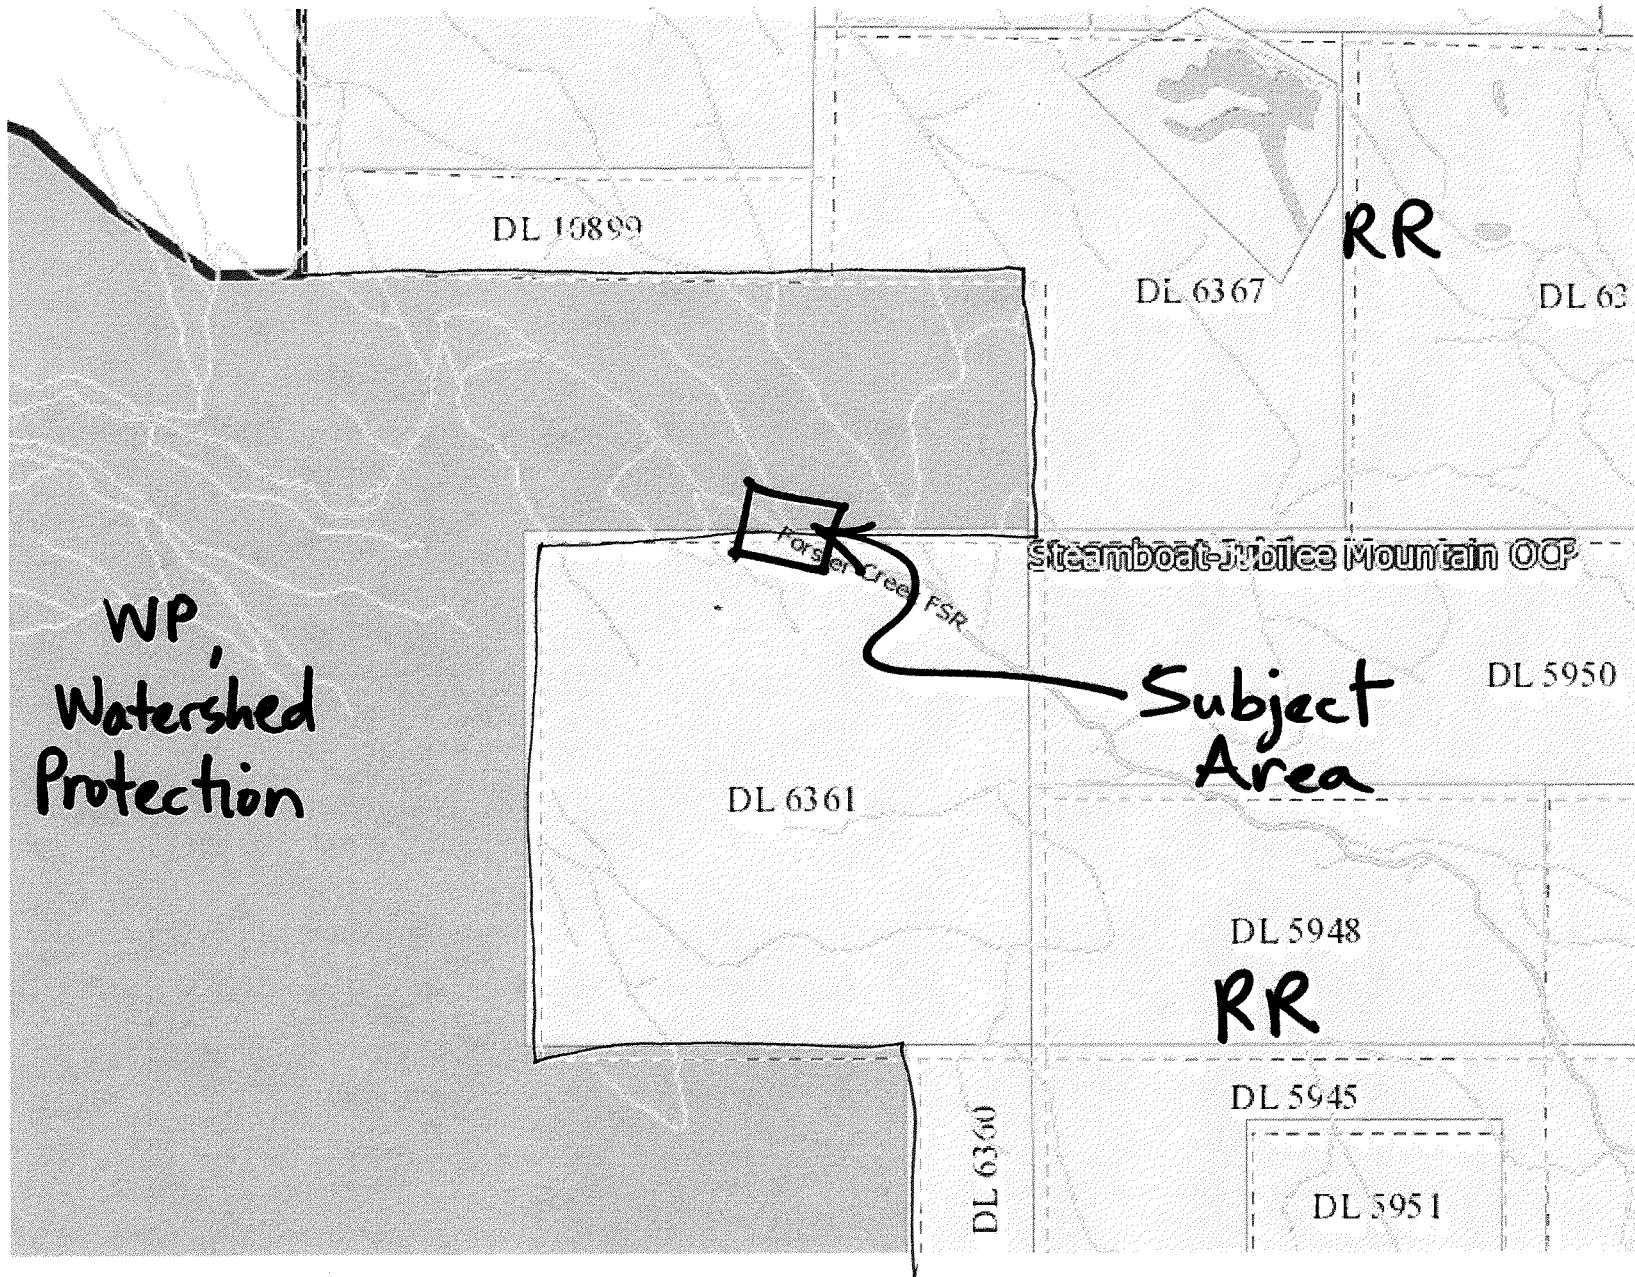 DL 10899
RR
DL 6367
DL 63
Forster Creek FSR
Steamboat-Jubilee Mountain OCP
WP,
Watershed
Protection
DL 5950
Subject
Area
DL 6361
DL 5948
RR
DL 5945
DL 6360
DL 5951